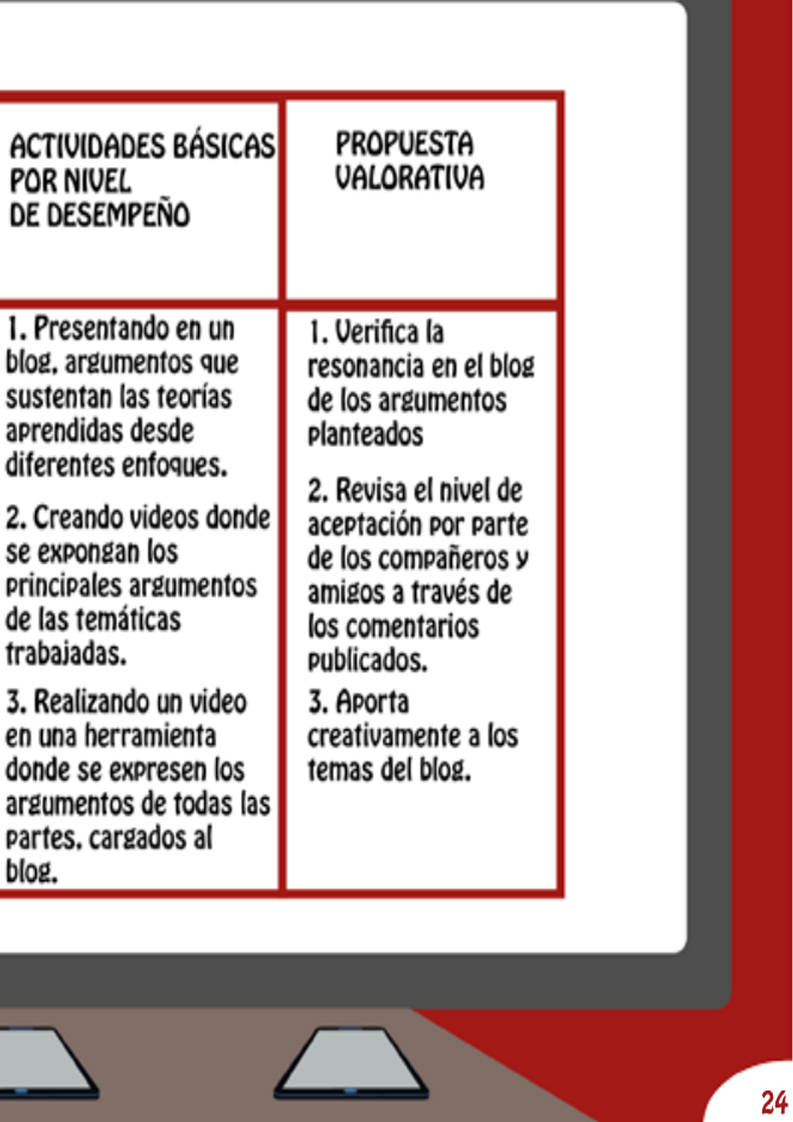 ACTIVIDADES BÁSICAS
POR NIVEL
DE DESEMPEÑO
PROPUESTA
VALORATIVA
1. Presentando en un
blog, argumentos que
sustentan las teorías
aprendidas desde
diferentes enfoques.
2. Creando videos donde
se expongan los
principales argumentos
de las temáticas
trabajadas.
3. Realizando un video
en una herramienta
donde se expresen los
argumentos de todas las
partes, cargados al
blog.
1. Verifica la
resonancia en el blog
de los argumentos
planteados
2. Revisa el nivel de
aceptación por parte
de los compañeros y
amigos a través de
los comentarios
publicados.
3. Aporta
creativamente a los
temas del blog.
24